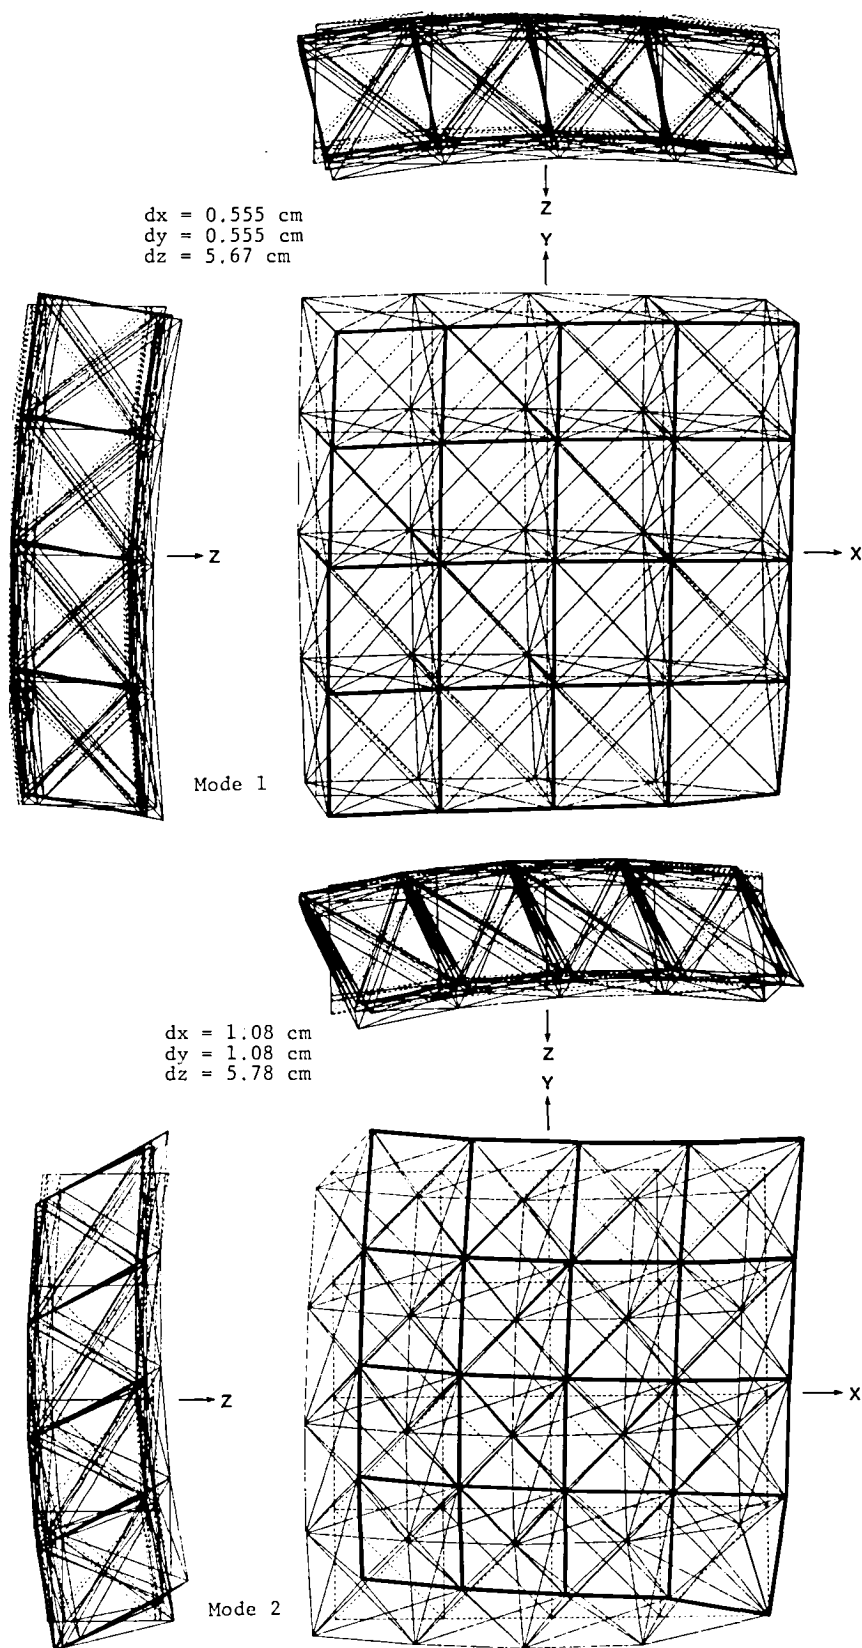 Z
Y
dx = 0.555 cm
dy = 0.555 cm
dz = 5.67 cm
Z
X
Mode 1
Z
Y
dx = 1.08 cm
dy = 1.08 cm
dz = 5.78 cm
Z
X
Mode 2